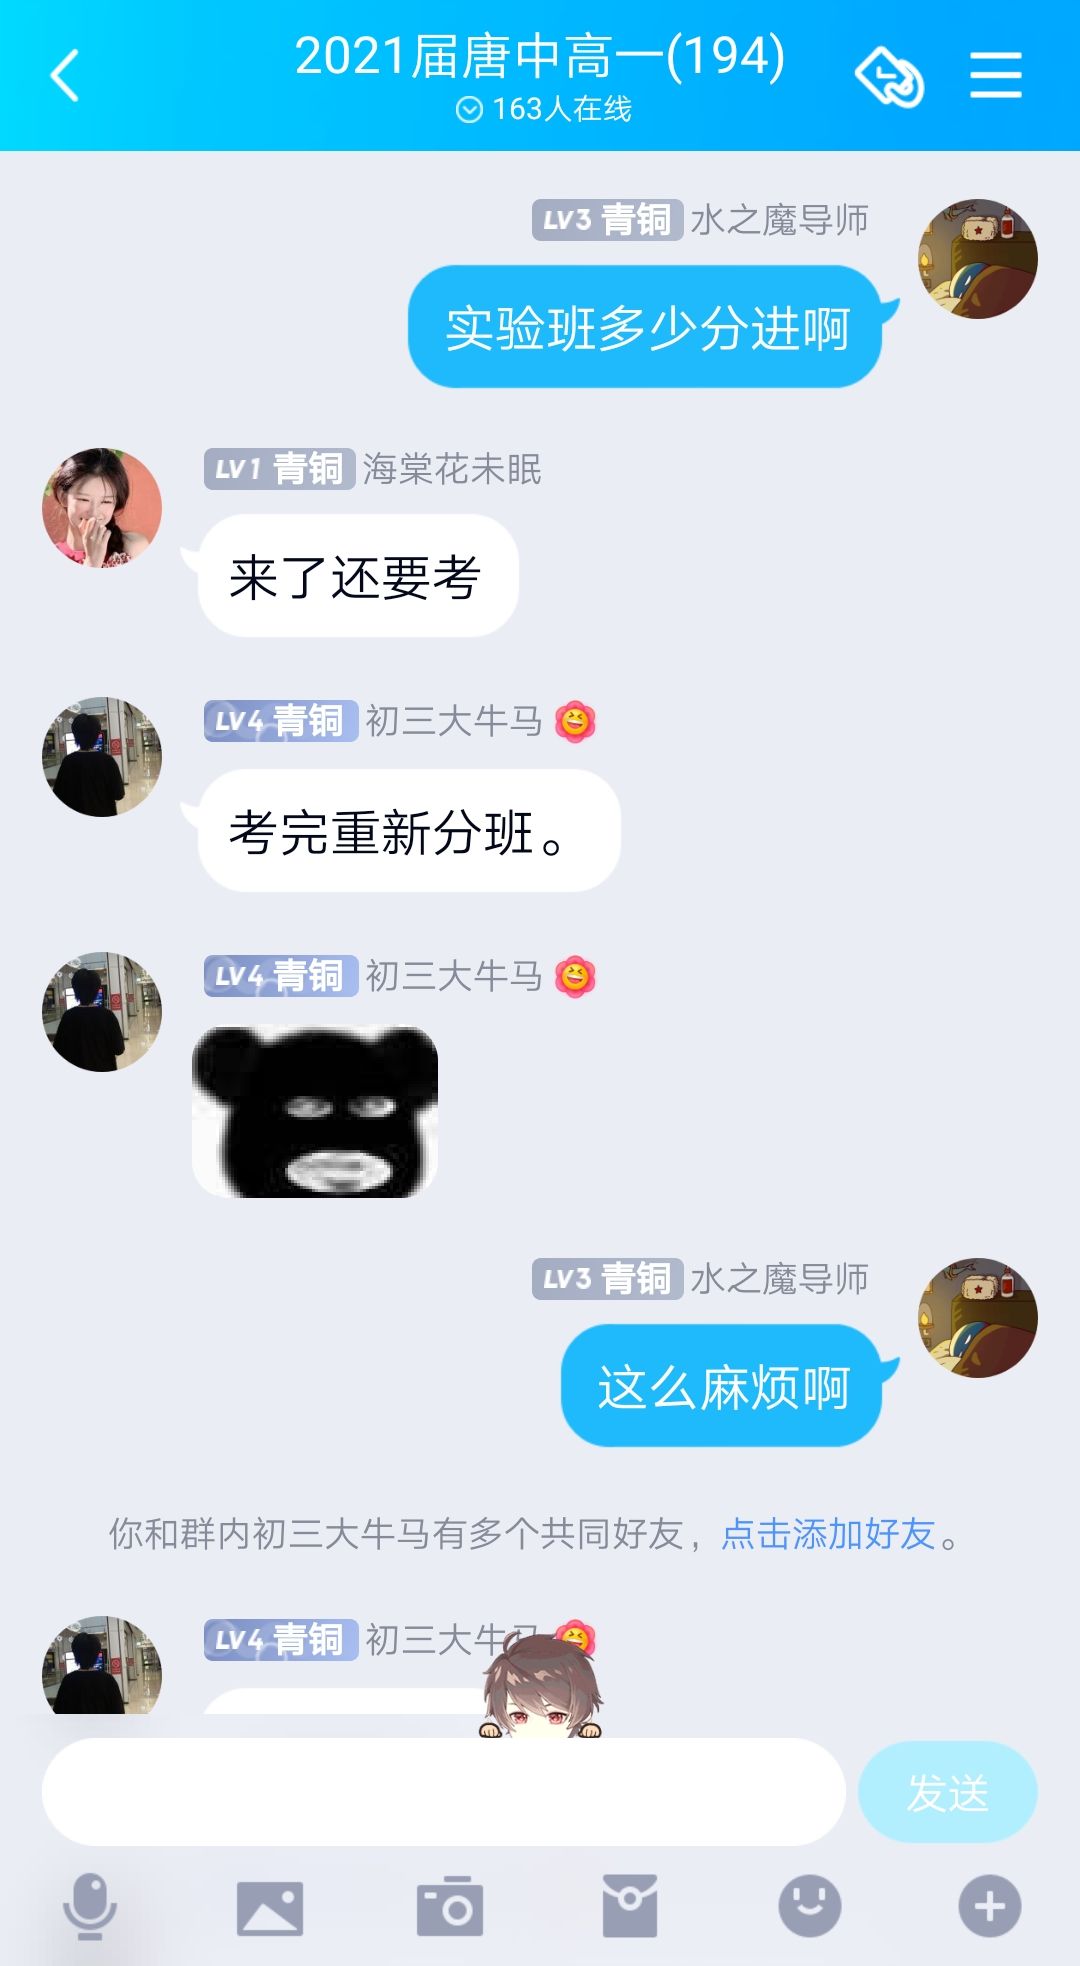 2021届唐中高一(194)
163人在线
LV3 青铜 水之魔导师
实验班多少分进啊
LV1 青铜 海棠花未眠
来了还要考
LV4 青铜 初三大牛马
考完重新分班。
LV4 青铜 初三大牛马
LV3 青铜 水之魔导师
这么麻烦啊
你和群内初三大牛马有多个共同好友，点击添加好友。
LV4 青铜 初三大牛马
发送